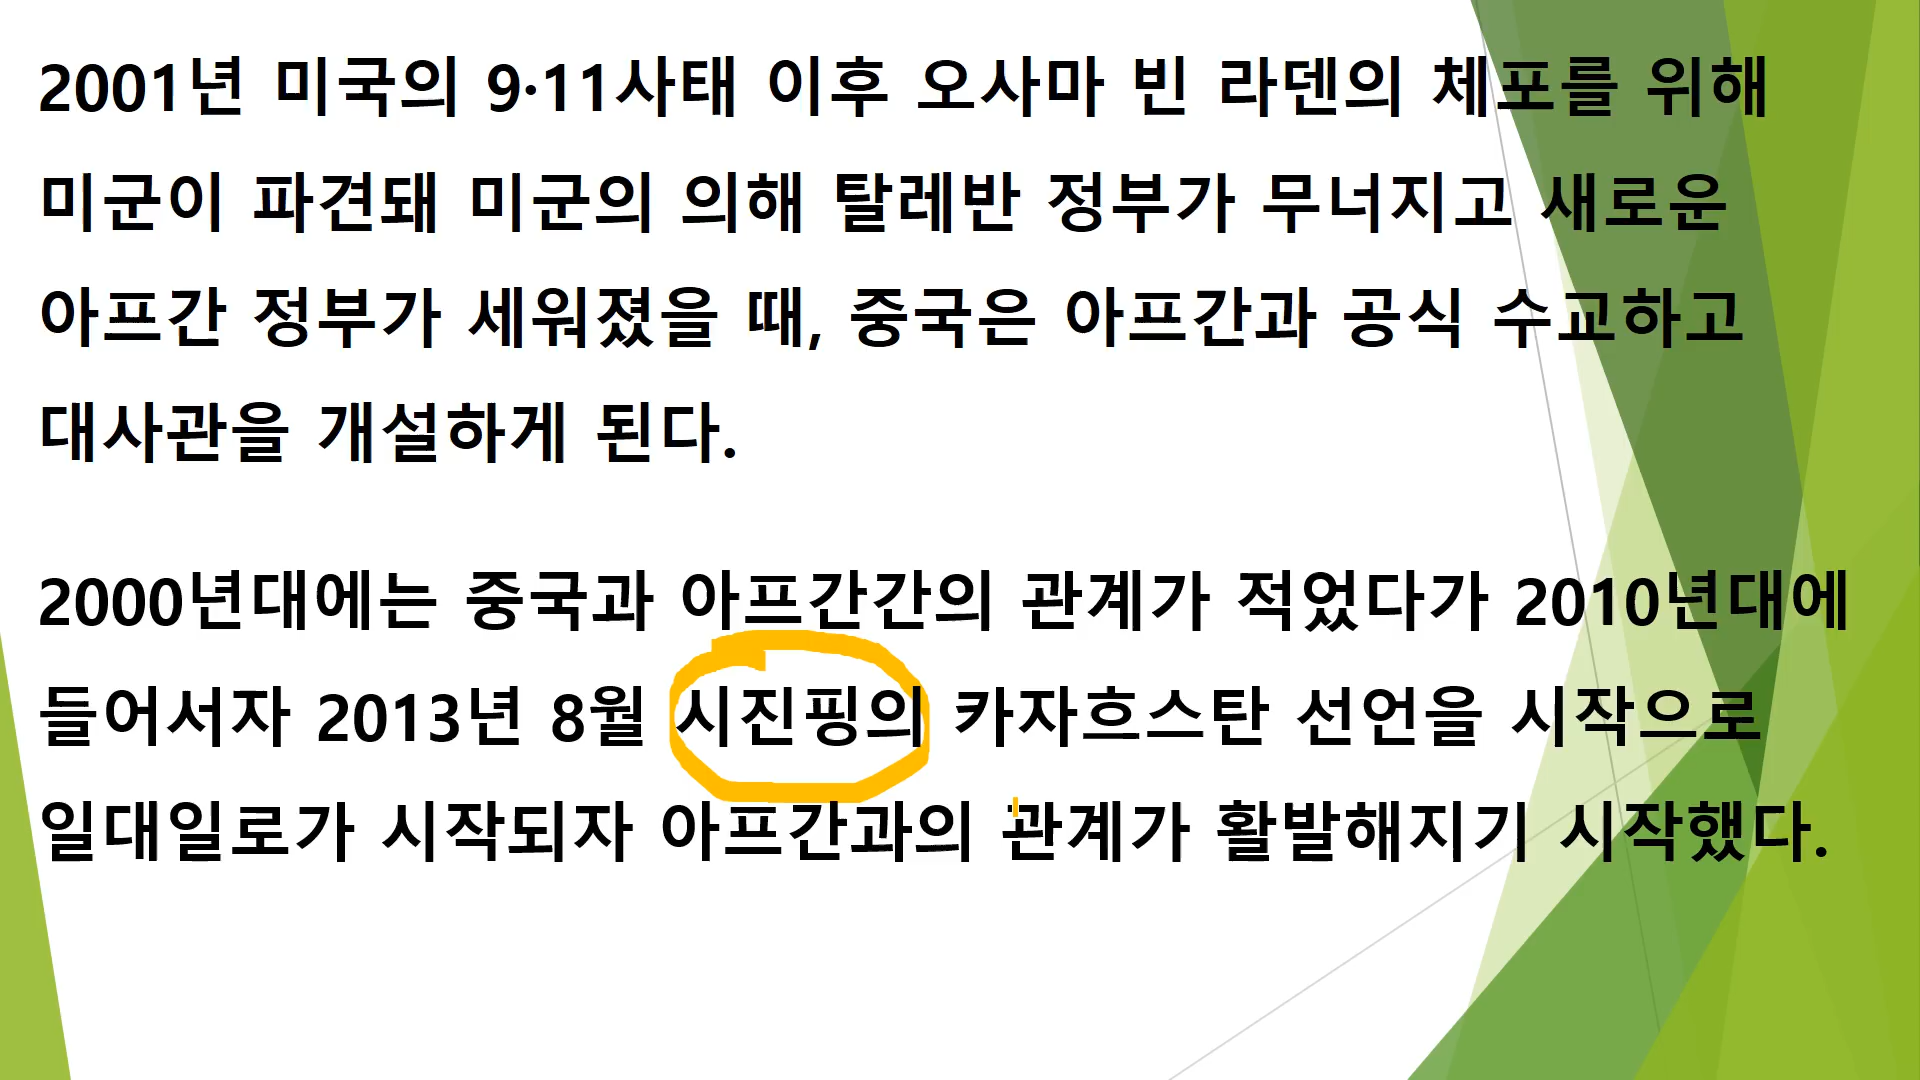 2001년 미국의 9·11사태 이후 오사마 빈 라덴의 체포를 위해
미군이 파견돼 미군의 의해 탈레반 정부가 무너지고 새로운
아프간 정부가 세워졌을 때, 중국은 아프간과 공식 수교하고
대사관을 개설하게 된다.
2000년대에는 중국과 아프간간의 관계가 적었다가 2010년대에
들어서자 2013년 8월 시진핑의 카자흐스탄 선언을 시작으로
일대일로가 시작되자 아프간과의 관계가 활발해지기 시작했다.